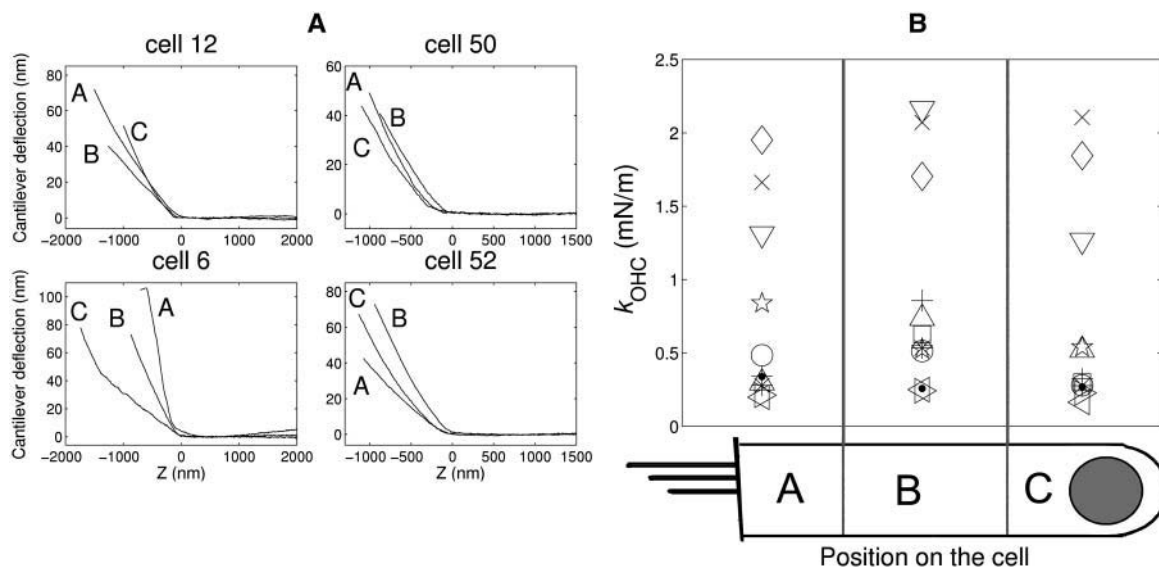 A
cell 12
cell 50
Cantilever deflection (nm)
80
60
40
20
0
A
B
C
−2000 −1000 0 1000 2000
60
40
20
0
A
B
C
−1000 −500 0 500 1000 1500
cell 6
cell 52
Cantilever deflection (nm)
100
80
60
40
20
0
C
B
A
−2000 −1000 0 1000 2000
Z (nm)
80
60
40
20
0
C
B
A
−1000 −500 0 500 1000 1500
Z (nm)
B
kOHC (mN/m)
2.5
2
1.5
1
0.5
0
A
B
C
Position on the cell